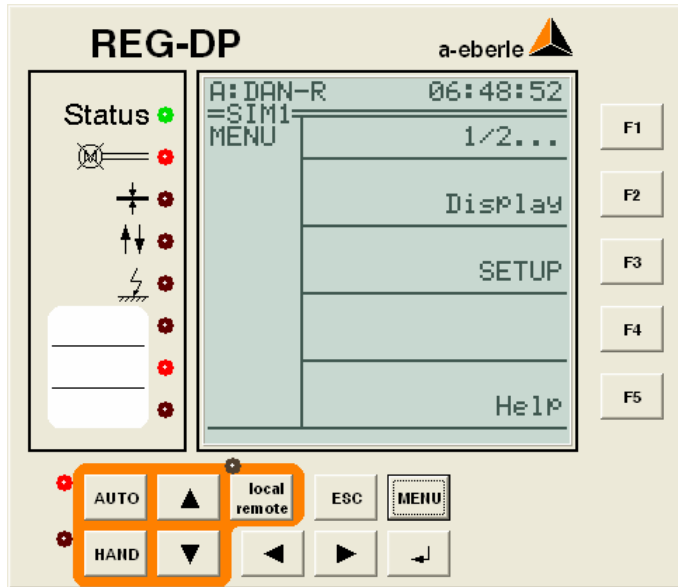 REG-DP
a-eberle
Status
M
A:DAN-R 06:48:52
=SIM1=
MENU 1/2...
Display
SETUP
Help
F1
F2
F3
F4
F5
AUTO
local
remote
ESC
MENU
HAND